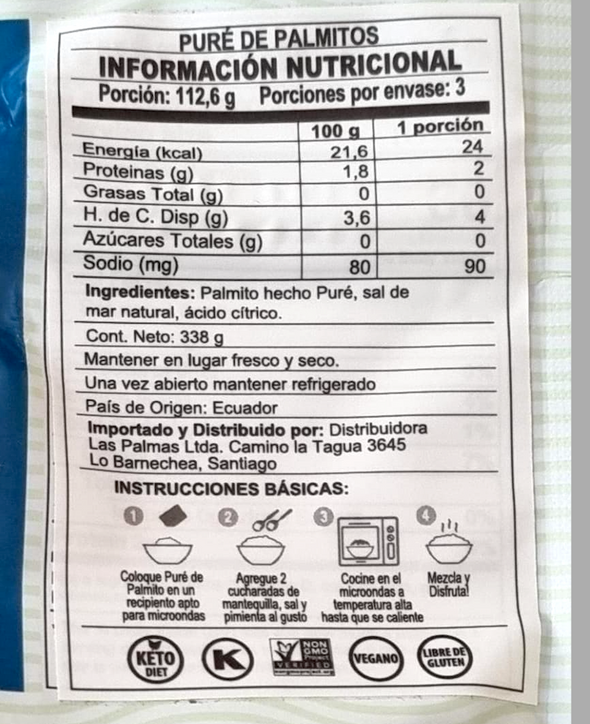 PURÉ DE PALMITOS
INFORMACIÓN NUTRICIONAL
Porción: 112,6 g Porciones por envase: 3
100 g 1 porción
Energía (kcal) 21,6 24
Proteinas (g) 1,8 2
Grasas Total (g) 0 0
H. de C. Disp (g) 3,6 4
Azúcares Totales (g) 0 0
Sodio (mg) 80 90
Ingredientes: Palmito hecho Puré, sal de
mar natural, ácido cítrico.
Cont. Neto: 338 g
Mantener en lugar fresco y seco.
Una vez abierto mantener refrigerado
País de Origen: Ecuador
Importado y Distribuido por: Distribuidora
Las Palmas Ltda. Camino la Tagua 3645
Lo Barnechea, Santiago
INSTRUCCIONES BÁSICAS:
1 2 3 4
Coloque Puré de
Palmito en un
recipiento apto
para microondas
Agregue 2
cucharadas de
mantequilla, sal y
pimienta al gusto
Cocine en el
microondas a
temperatura alta
hasta que se caliente
Mezcla y
Disfruta!
KETO
DIET
K
NON
GMO
Project
VERIFIED
VEGANO
LIBRE DE
GLUTEN